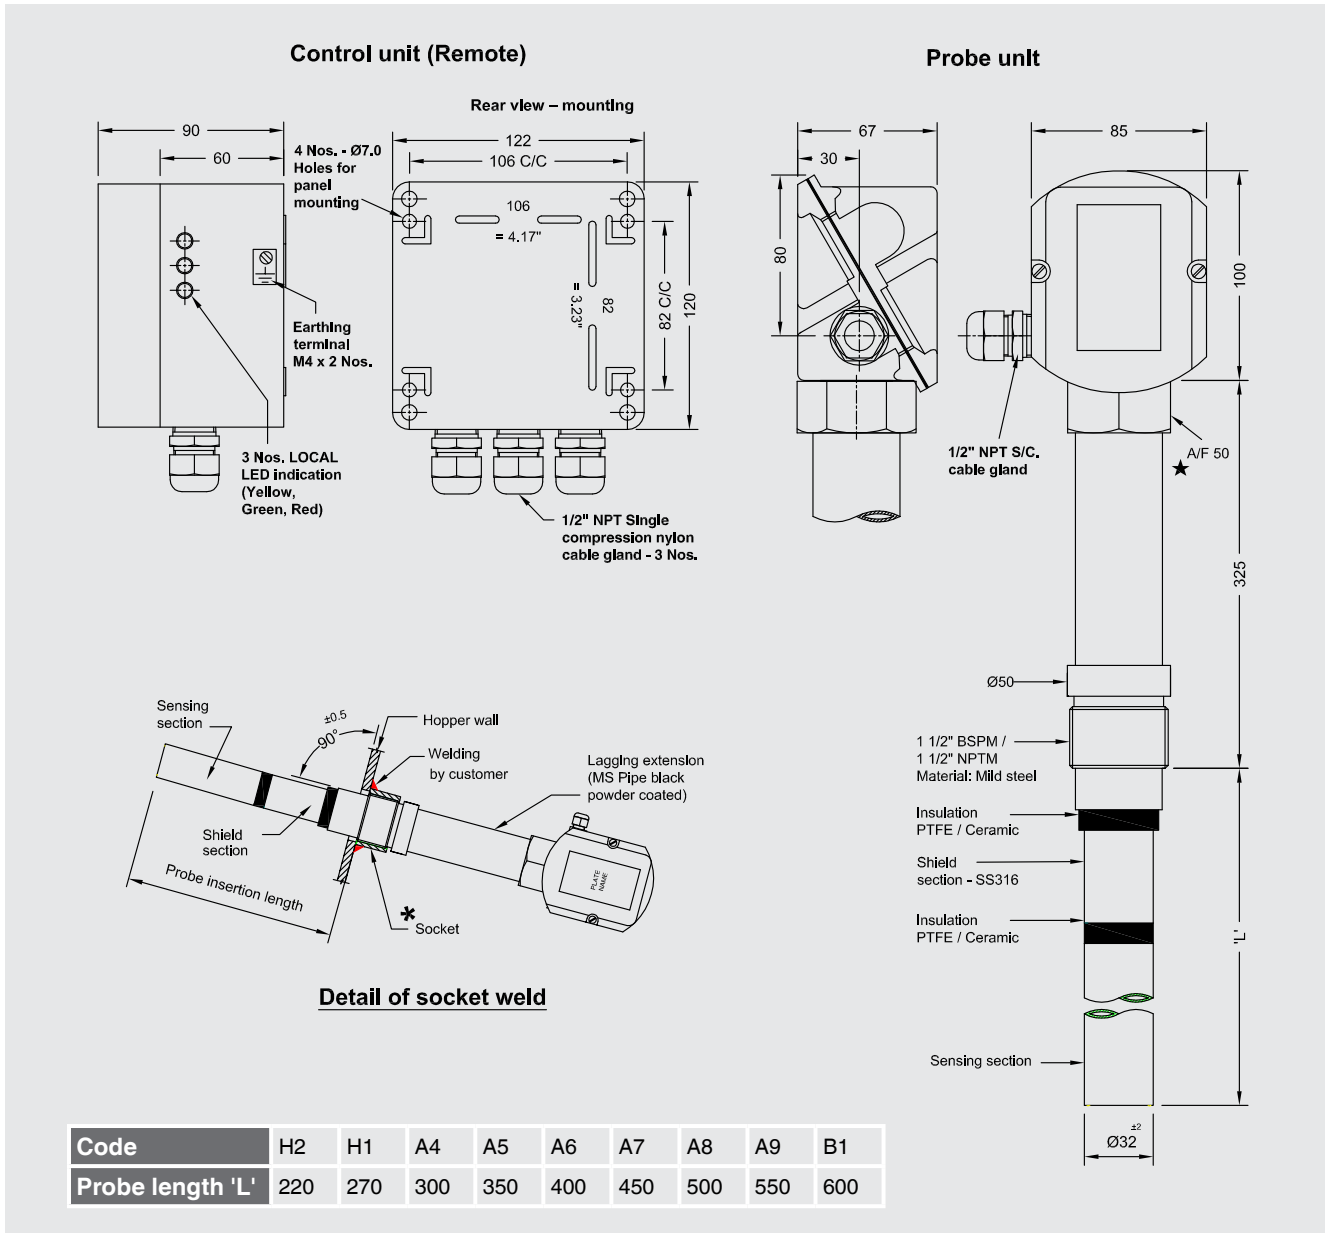 Control unit (Remote)
Probe unit
Rear view – mounting
90
60
4 Nos. - Ø7.0
Holes for
panel
mounting
122
106 C/C
106
= 4.17"
82
= 3.23"
82 C/C
120
Earthing
terminal
M4 x 2 Nos.
3 Nos. LOCAL
LED indication
(Yellow,
Green, Red)
1/2" NPT Single
compression nylon
cable gland - 3 Nos.
67
30
80
85
100
1/2" NPT S/C.
cable gland
A/F 50
★
325
Ø50
1 1/2" BSPM /
1 1/2" NPTM
Material: Mild steel
Insulation
PTFE / Ceramic
Shield
section - SS316
Insulation
PTFE / Ceramic
'L'
Sensing section
±2
Ø32
Sensing
section
±0.5
90°
Hopper wall
Welding
by customer
Lagging extension
(MS Pipe black
powder coated)
Shield
section
Probe insertion length
PLATE
NAME
*
Socket
Detail of socket weld
Code H2 H1 A4 A5 A6 A7 A8 A9 B1
Probe length 'L' 220 270 300 350 400 450 500 550 600